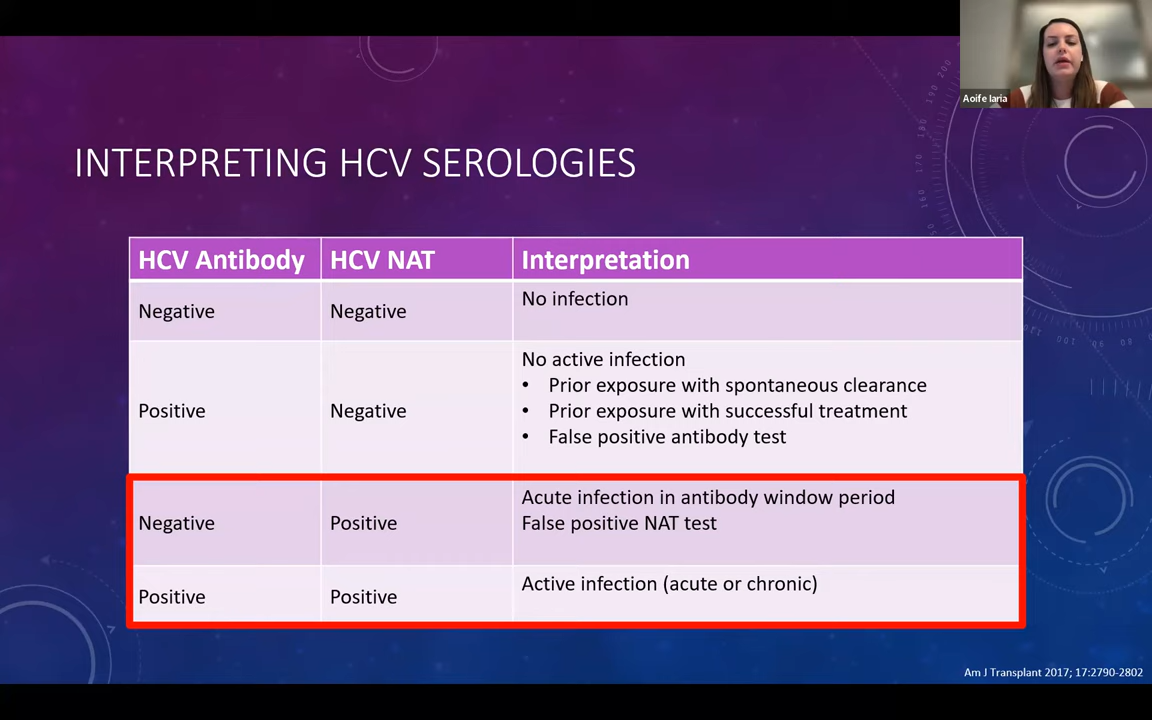 Aoife Iaria
INTERPRETING HCV SEROLOGIES
HCV Antibody HCV NAT Interpretation
Negative Negative No infection
Positive Negative No active infection
• Prior exposure with spontaneous clearance
• Prior exposure with successful treatment
• False positive antibody test
Negative Positive Acute infection in antibody window period
False positive NAT test
Positive Positive Active infection (acute or chronic)
Am J Transplant 2017; 17:2790-2802